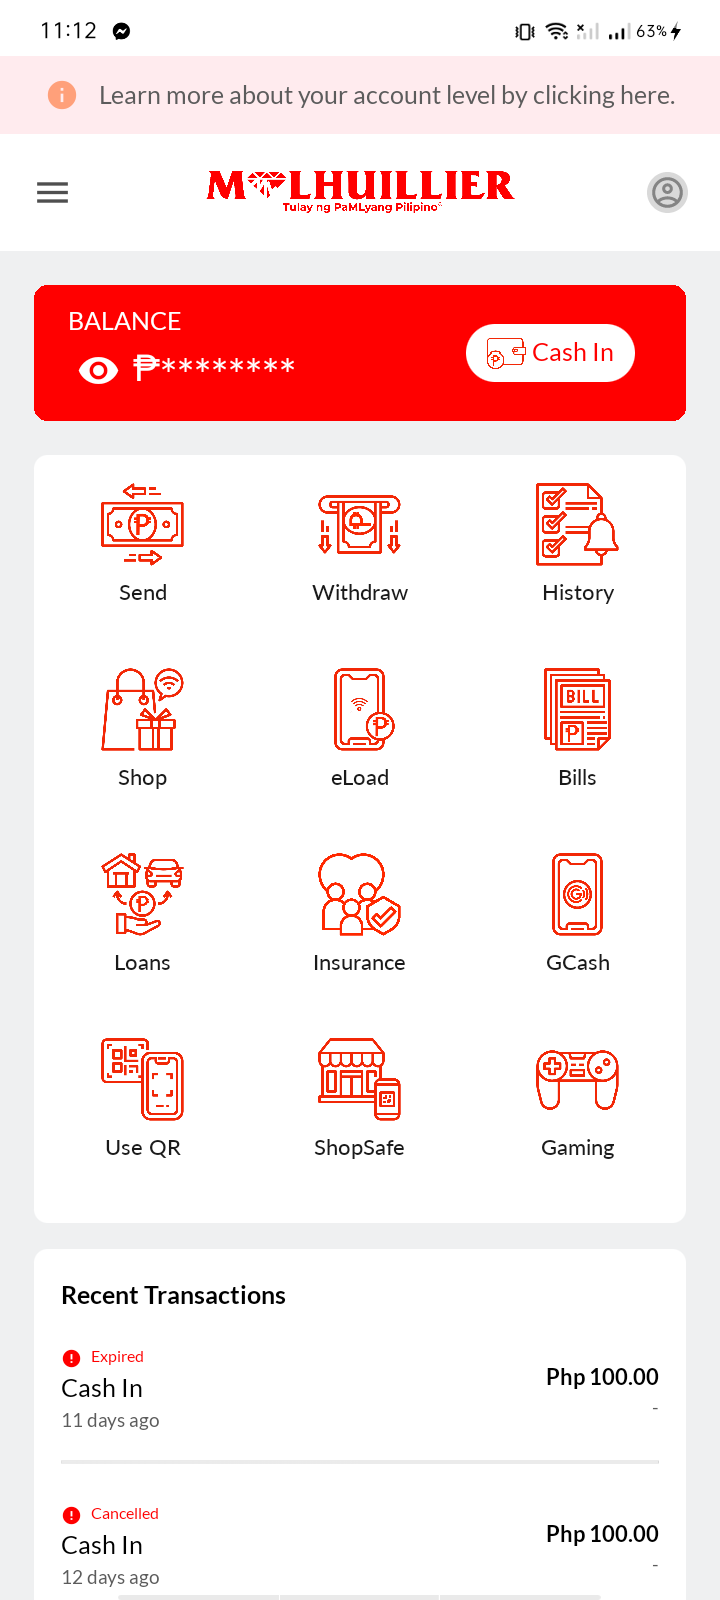 11:12
63%
Learn more about your account level by clicking here.
M LHUILLIER
Tulay ng PaMLyang Pilipino
BALANCE
₱********
Cash In
Send
Withdraw
History
Shop
eLoad
BILL
Bills
Loans
Insurance
GCash
Use QR
ShopSafe
Gaming
Recent Transactions
Expired
Cash In
Php 100.00
11 days ago
-
Cancelled
Cash In
Php 100.00
12 days ago
-